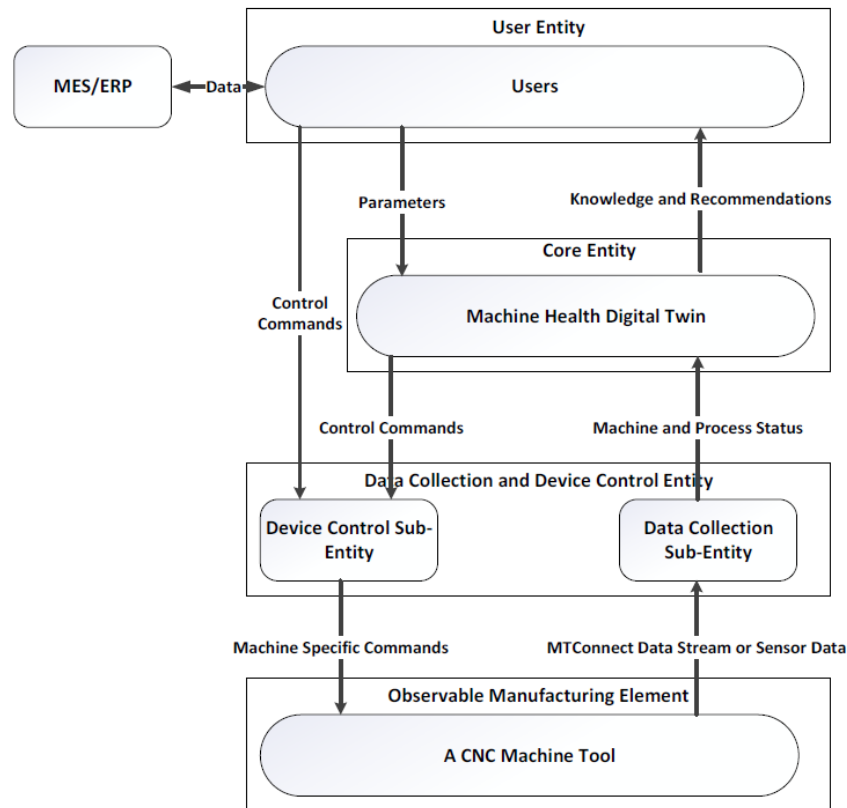 User Entity
MES/ERP
Data
Users
Parameters
Knowledge and Recommendations
Core Entity
Control
Commands
Machine Health Digital Twin
Control Commands
Machine and Process Status
Data Collection and Device Control Entity
Device Control Sub-
Entity
Data Collection
Sub-Entity
Machine Specific Commands
MTConnect Data Stream or Sensor Data
Observable Manufacturing Element
A CNC Machine Tool